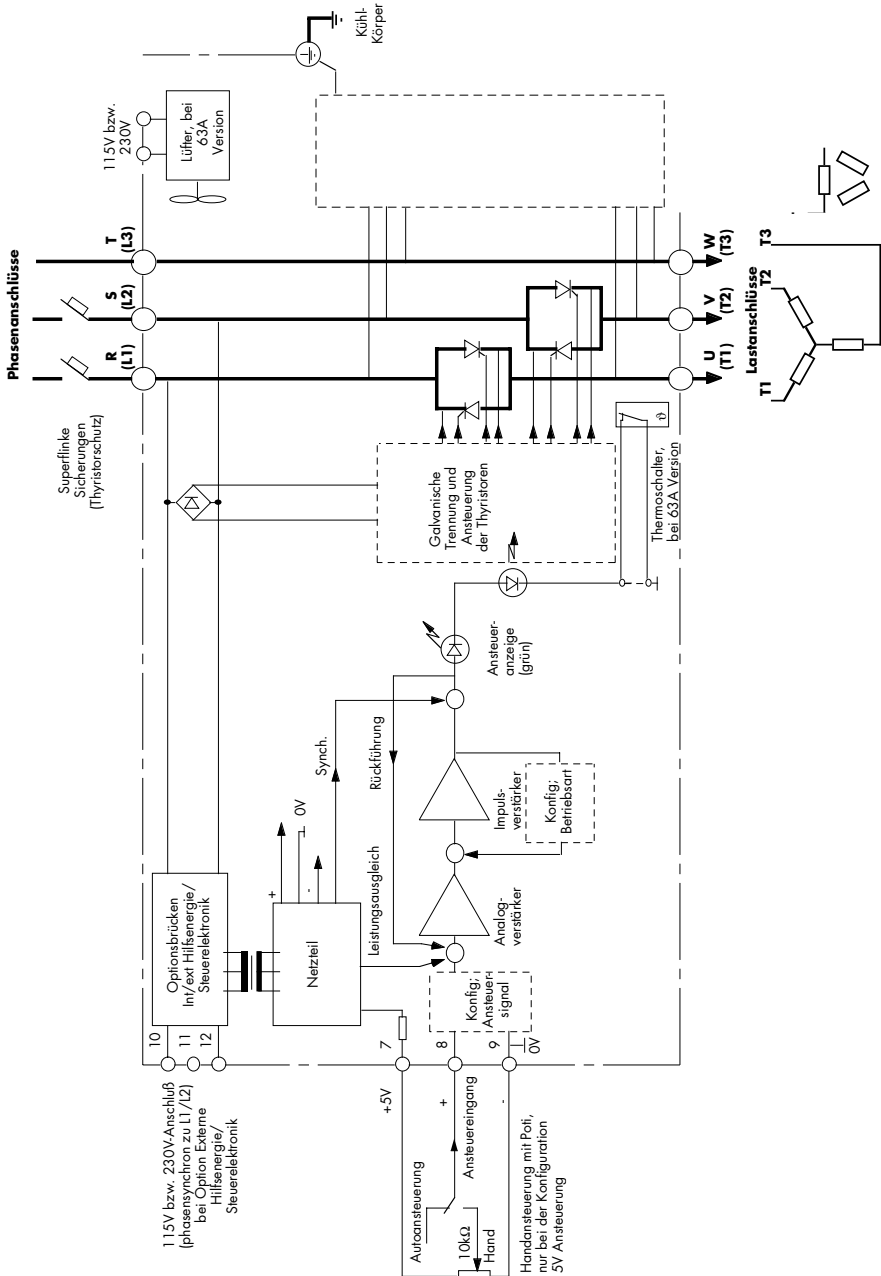 Phasenanschlüsse
R
(L1)
S
(L2)
T
(L3)
115V bzw.
230V
Lüfter, bei
63A
Version
Kühl-
Körper
Superflinke
Sicherungen
(Thyristorschutz)
Optionsbrücken
Int/ext Hilfsenergie/
Steuerelektronik
10
11
12
115V bzw. 230V-Anschluß
(phasensynchron zu L1/L2)
bei Option Externe
Hilfsenergie/
Steuerelektronik
Netzteil
+
0V
-
Synch.
Leistungsausgleich
Rückführung
Galvanische
Trennung und
Ansteuerung
der Thyristoren
Ansteuer-
anzeige
(grün)
Impuls-
verstärker
Konfig;
Betriebsart
Analog-
verstärker
Konfig;
Ansteuer-
signal
7
8
9
0V
+5V
+
-
Ansteuereingang
Autoansteuerung
10kΩ
Hand
Handansteuerung mit Poti,
nur bei der Konfiguration
5V Ansteuerung
Thermoschalter,
bei 63A Version
ϑ
U
(T1)
V
(T2)
W
(T3)
Lastanschlüsse
T1
T2
T3